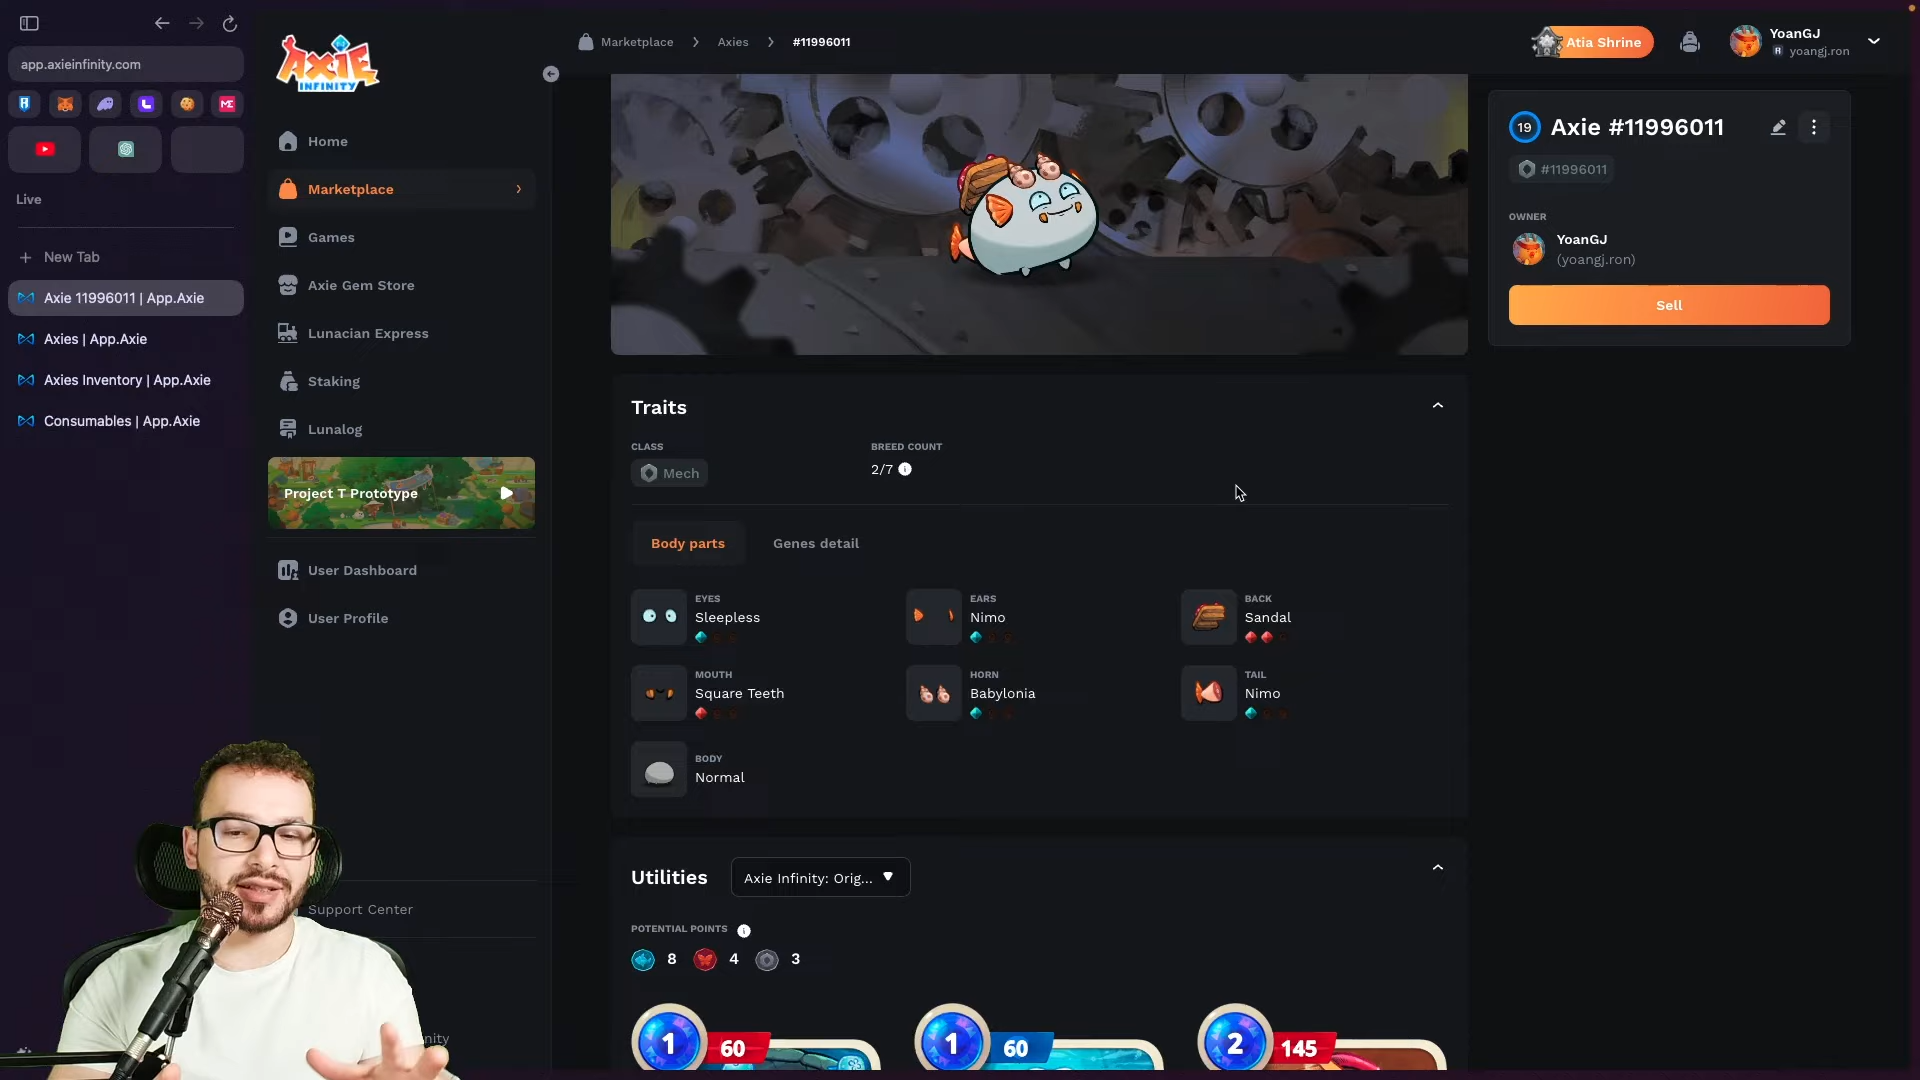 app.axieinfinity.com
Live
New Tab
Axie 11996011 | App.Axie
Axies | App.Axie
Axies Inventory | App.Axie
Consumables | App.Axie
AXIE
INFINITY
Home
Marketplace
Games
Axie Gem Store
Lunacian Express
Staking
Lunalog
Project T Prototype
User Dashboard
User Profile
Support Center
nity
Marketplace
Axies
#11996011
Atia Shrine
YoanGJ
yoangj.ron
19
Axie #11996011
#11996011
OWNER
YoanGJ
(yoangj.ron)
Sell
Traits
CLASS
Mech
BREED COUNT
2/7
Body parts
Genes detail
EYES
Sleepless
EARS
Nimo
BACK
Sandal
MOUTH
Square Teeth
HORN
Babylonia
TAIL
Nimo
BODY
Normal
Utilities
Axie Infinity: Orig...
POTENTIAL POINTS
8
4
3
1
60
1
60
2
145